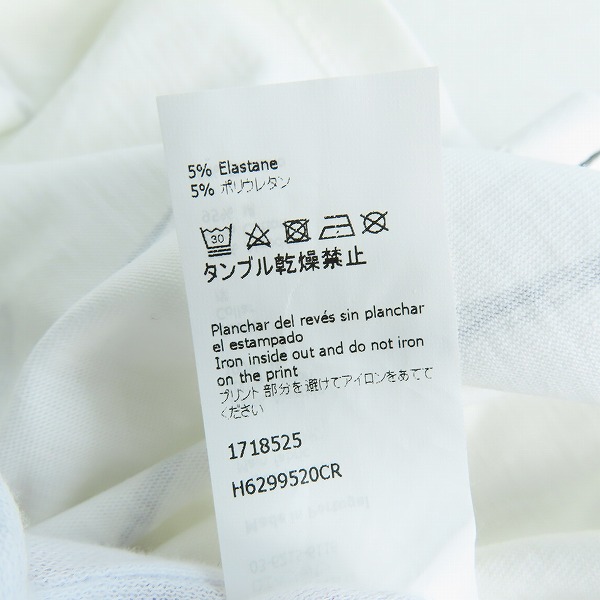 5% Elastane
5% ポリウレタン
30
タンブル乾燥禁止
Planchar del revés sin planchar
el estampado
Iron inside out and do not iron
on the print
プリント部分を避けてアイロンをあてて
ください
1718525
H6299520CR